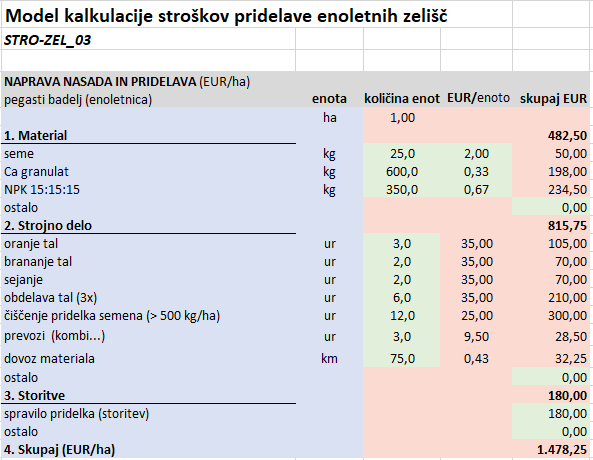 Model kalkulacije stroškov pridelave enoletnih zelišč
STRO-ZEL_03
NAPRAVA NASADA IN PRIDELAVA (EUR/ha)
pegasti badelj (enoletnica) enota količina enot EUR/enoto skupaj EUR
ha 1,00
1. Material 482,50
seme kg 25,0 2,00 50,00
Ca granulat kg 600,0 0,33 198,00
NPK 15:15:15 kg 350,0 0,67 234,50
ostalo 0,00
2. Strojno delo 815,75
oranje tal ur 3,0 35,00 105,00
brananje tal ur 2,0 35,00 70,00
sejanje ur 2,0 35,00 70,00
obdelava tal (3x) ur 6,0 35,00 210,00
čiščenje pridelka semena (> 500 kg/ha) ur 12,0 25,00 300,00
prevozi (kombi...) ur 3,0 9,50 28,50
dovoz materiala km 75,0 0,43 32,25
ostalo 0,00
3. Storitve 180,00
spravilo pridelka (storitev) 180,00
ostalo 0,00
4. Skupaj (EUR/ha) 1.478,25